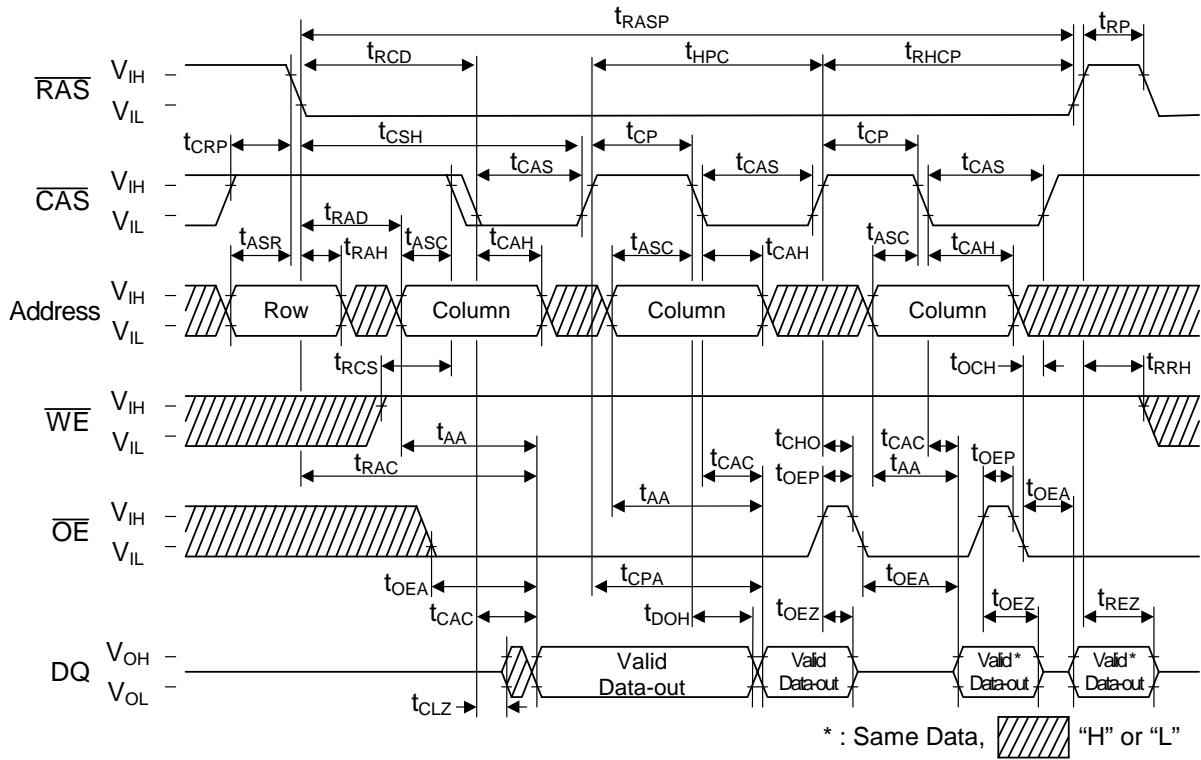 tRASP
tRP
tRCD
tHPC
tRHCP
RAS
VIH
VIL
tCRP
tCSH
tCP
tCP
tCAS
tCAS
tCAS
CAS
VIH
VIL
tRAD
tASR
tRAH
tASC
tCAH
tASC
tCAH
tASC
tCAH
Address
VIH
VIL
Row
Column
Column
Column
tRCS
tOCH
tRRH
WE
VIH
VIL
tAA
tCHO
tCAC
tRAC
tCAC
tOEP
tAA
tOEP
tAA
tOEA
OE
VIH
VIL
tOEA
tCPA
tOEA
tCAC
tDOH
tOEZ
tOEZ
tREZ
DQ
VOH
VOL
Valid
Data-out
Valid
Data-out
Valid *
Data-out
Valid *
Data-out
tCLZ
* : Same Data, "H" or "L"